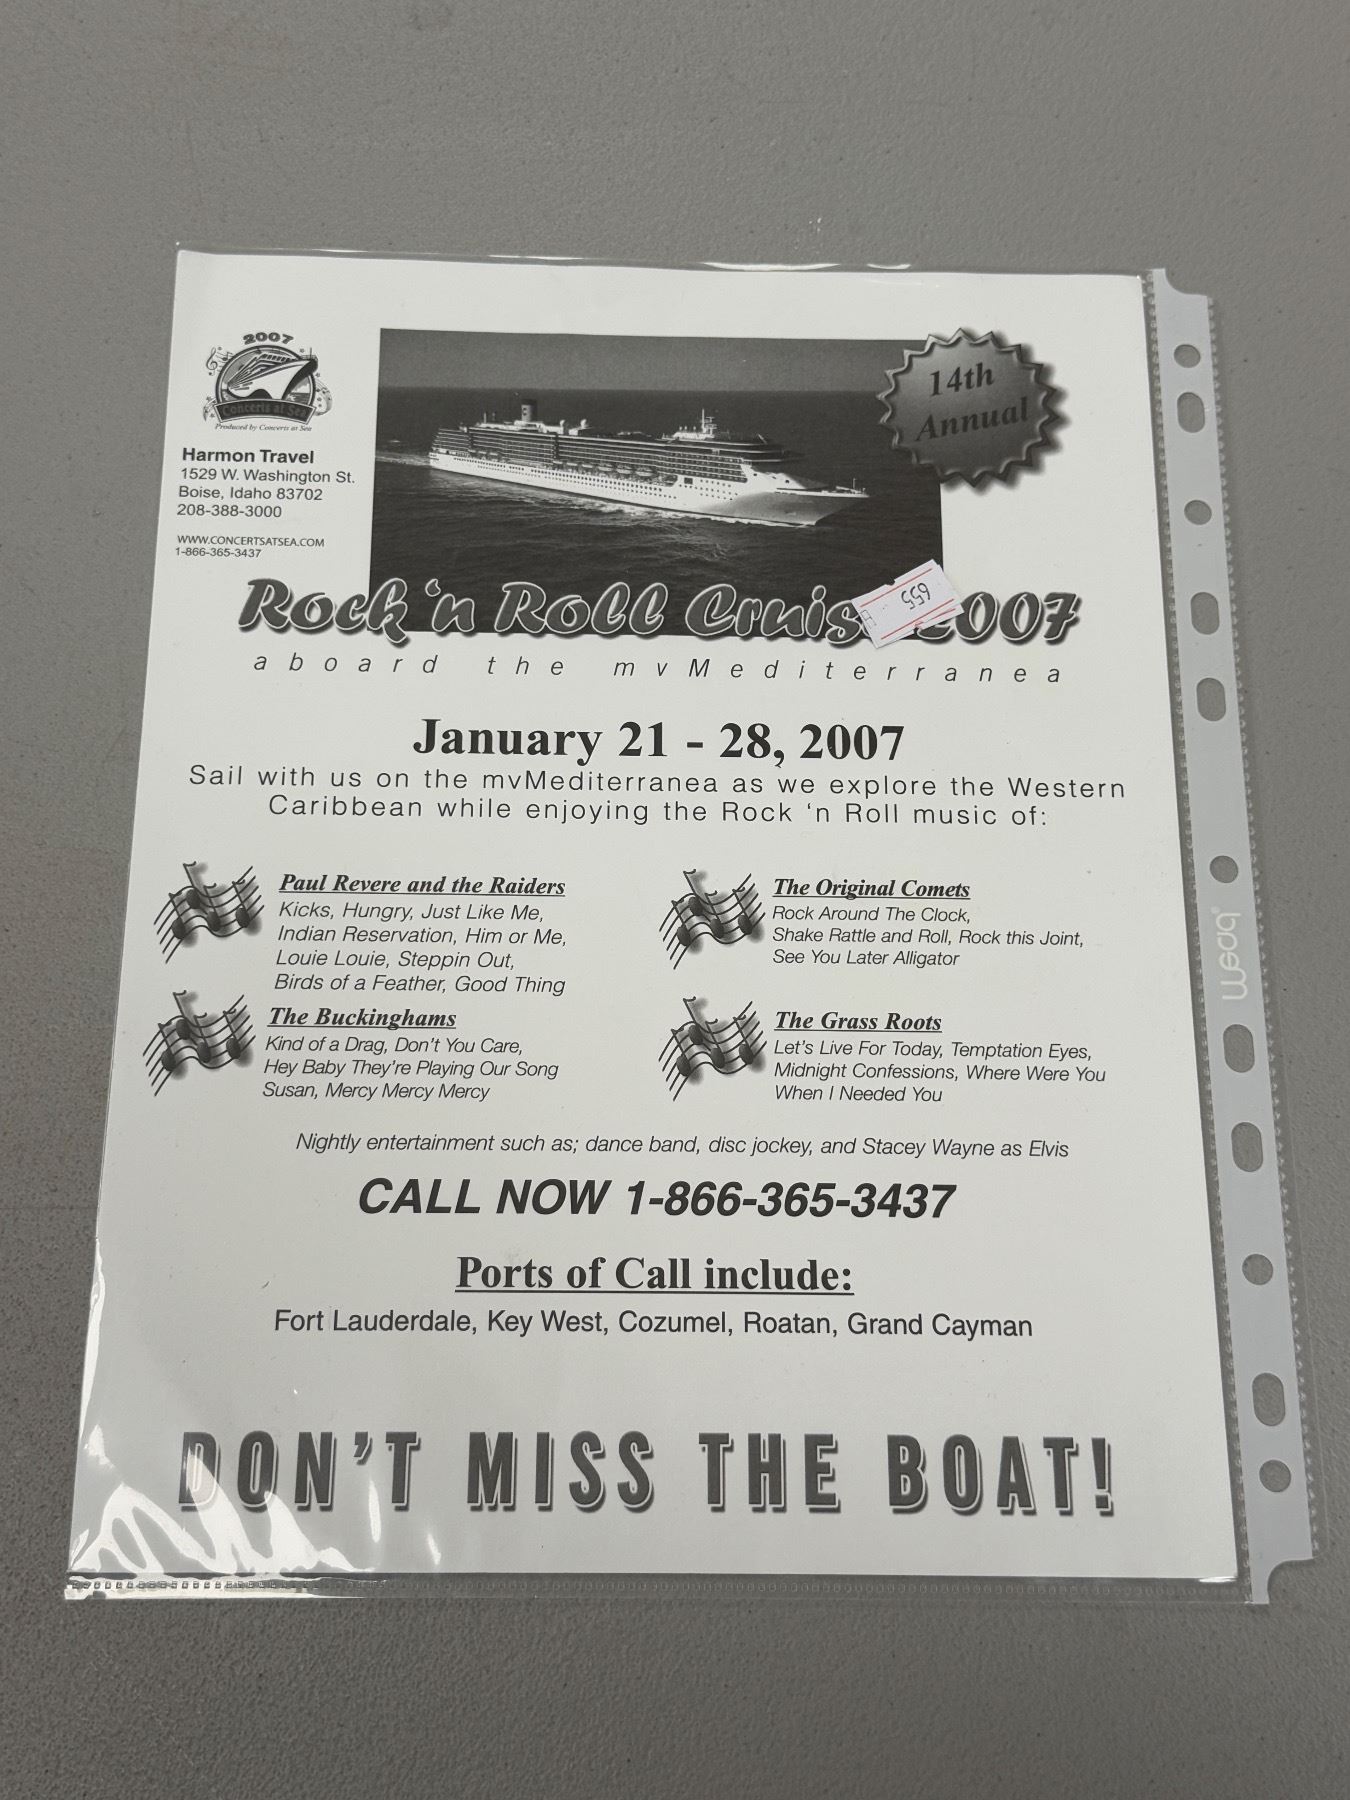 2007
Concerts at Sea
Produced by Concerts at Sea
Harmon Travel
1529 W. Washington St.
Boise, Idaho 83702
208-388-3000
WWW.CONCERTSATSEA.COM
1-866-365-3437
14th
Annual
655
Rock 'n Roll Cruis 2007
aboard the mvMediterranea
January 21 - 28, 2007
Sail with us on the mvMediterranea as we explore the Western
Caribbean while enjoying the Rock 'n Roll music of:
Paul Revere and the Raiders
Kicks, Hungry, Just Like Me,
Indian Reservation, Him or Me,
Louie Louie, Steppin Out,
Birds of a Feather, Good Thing
The Original Comets
Rock Around The Clock,
Shake Rattle and Roll, Rock this Joint,
See You Later Alligator
The Buckinghams
Kind of a Drag, Don't You Care,
Hey Baby They're Playing Our Song
Susan, Mercy Mercy Mercy
The Grass Roots
Let's Live For Today, Temptation Eyes,
Midnight Confessions, Where Were You
When I Needed You
Nightly entertainment such as; dance band, disc jockey, and Stacey Wayne as Elvis
CALL NOW 1-866-365-3437
Ports of Call include:
Fort Lauderdale, Key West, Cozumel, Roatan, Grand Cayman
DON'T MISS THE BOAT!